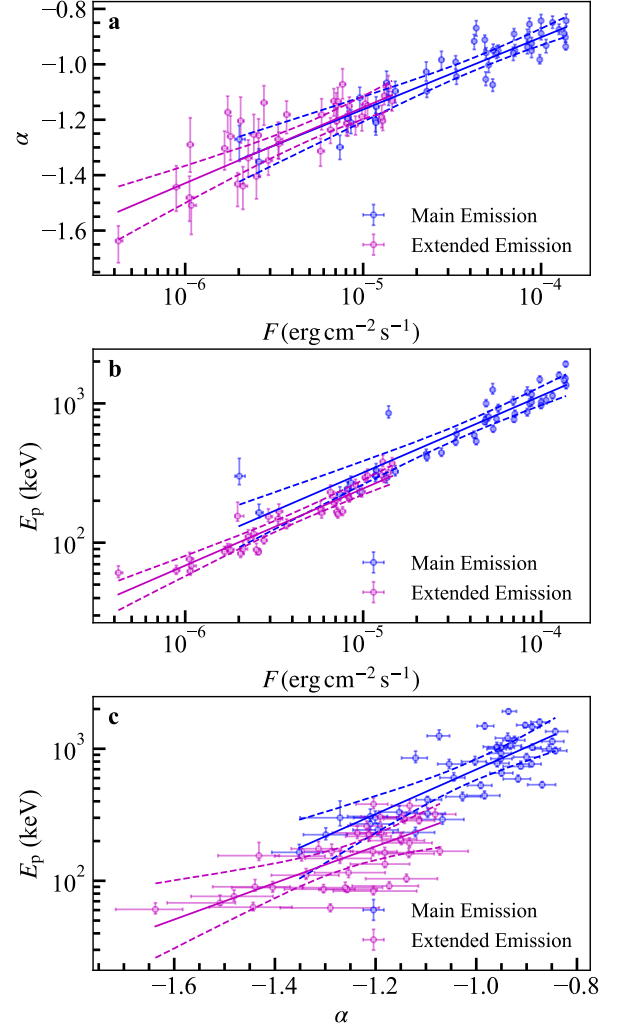 a
−0.8
−1.0
−1.2
−1.4
−1.6
α
Main Emission
Extended Emission
10⁻⁶ 10⁻⁵ 10⁻⁴
F (erg cm⁻² s⁻¹)
b
10³
10²
Eₚ (keV)
Main Emission
Extended Emission
10⁻⁶ 10⁻⁵ 10⁻⁴
F (erg cm⁻² s⁻¹)
c
10³
10²
Eₚ (keV)
Main Emission
Extended Emission
−1.6 −1.4 −1.2 −1.0 −0.8
α